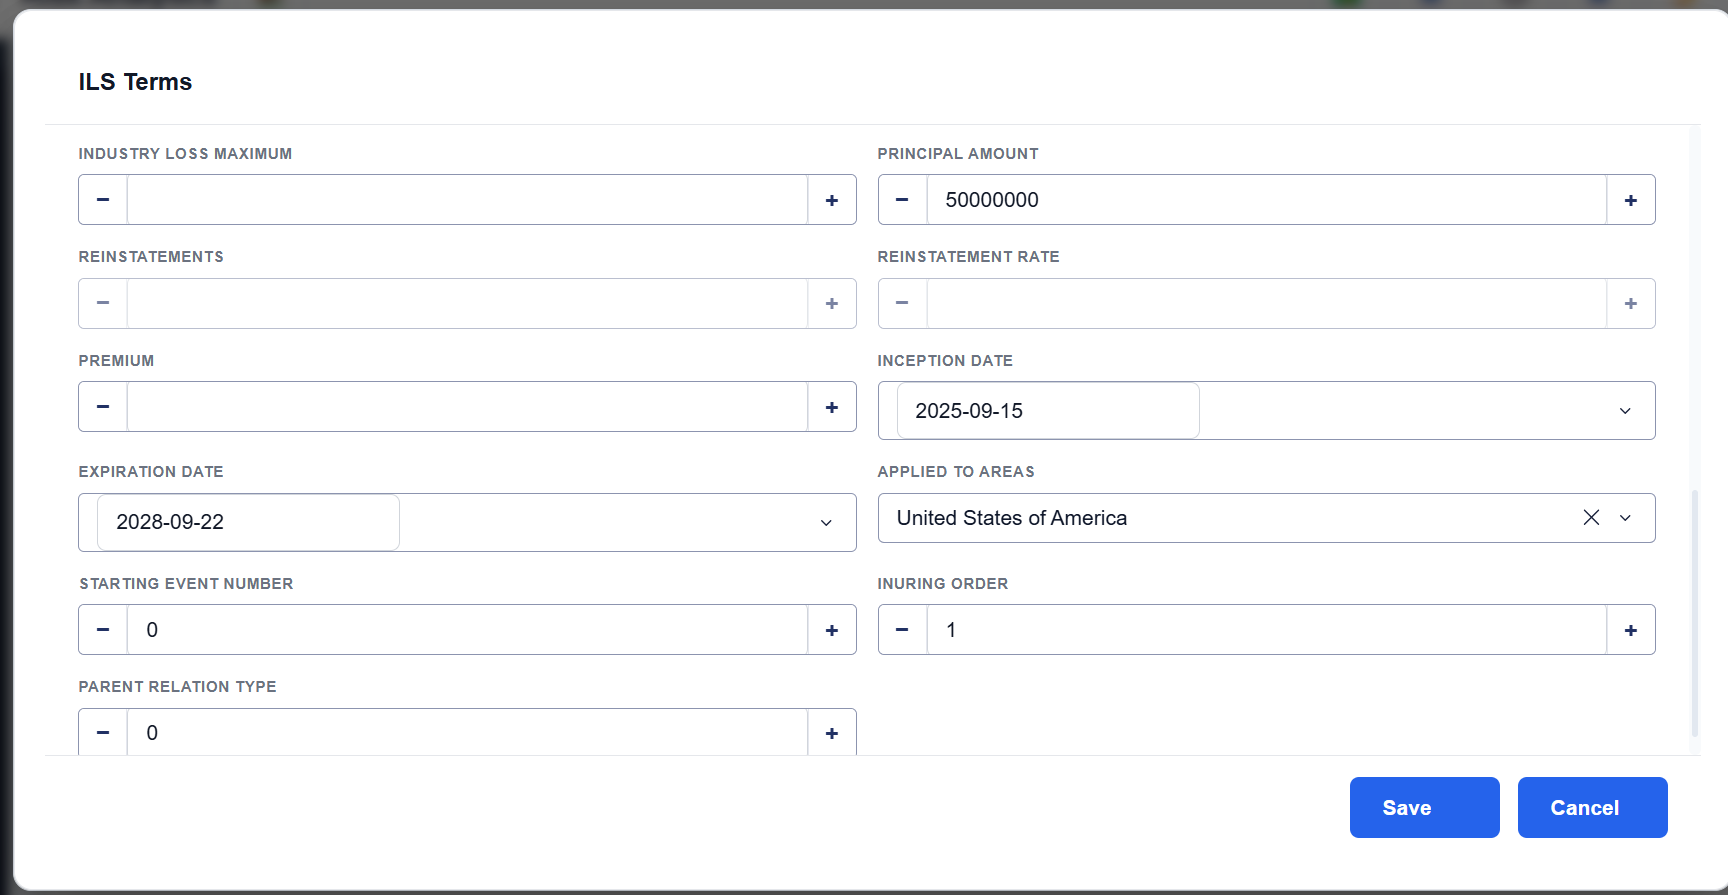 ILS Terms
INDUSTRY LOSS MAXIMUM
PRINCIPAL AMOUNT
− +
− 50000000 +
REINSTATEMENTS
REINSTATEMENT RATE
− +
− +
PREMIUM
INCEPTION DATE
− +
2025-09-15
EXPIRATION DATE
APPLIED TO AREAS
2028-09-22
United States of America
STARTING EVENT NUMBER
INURING ORDER
− 0 +
− 1 +
PARENT RELATION TYPE
− 0 +
Save
Cancel